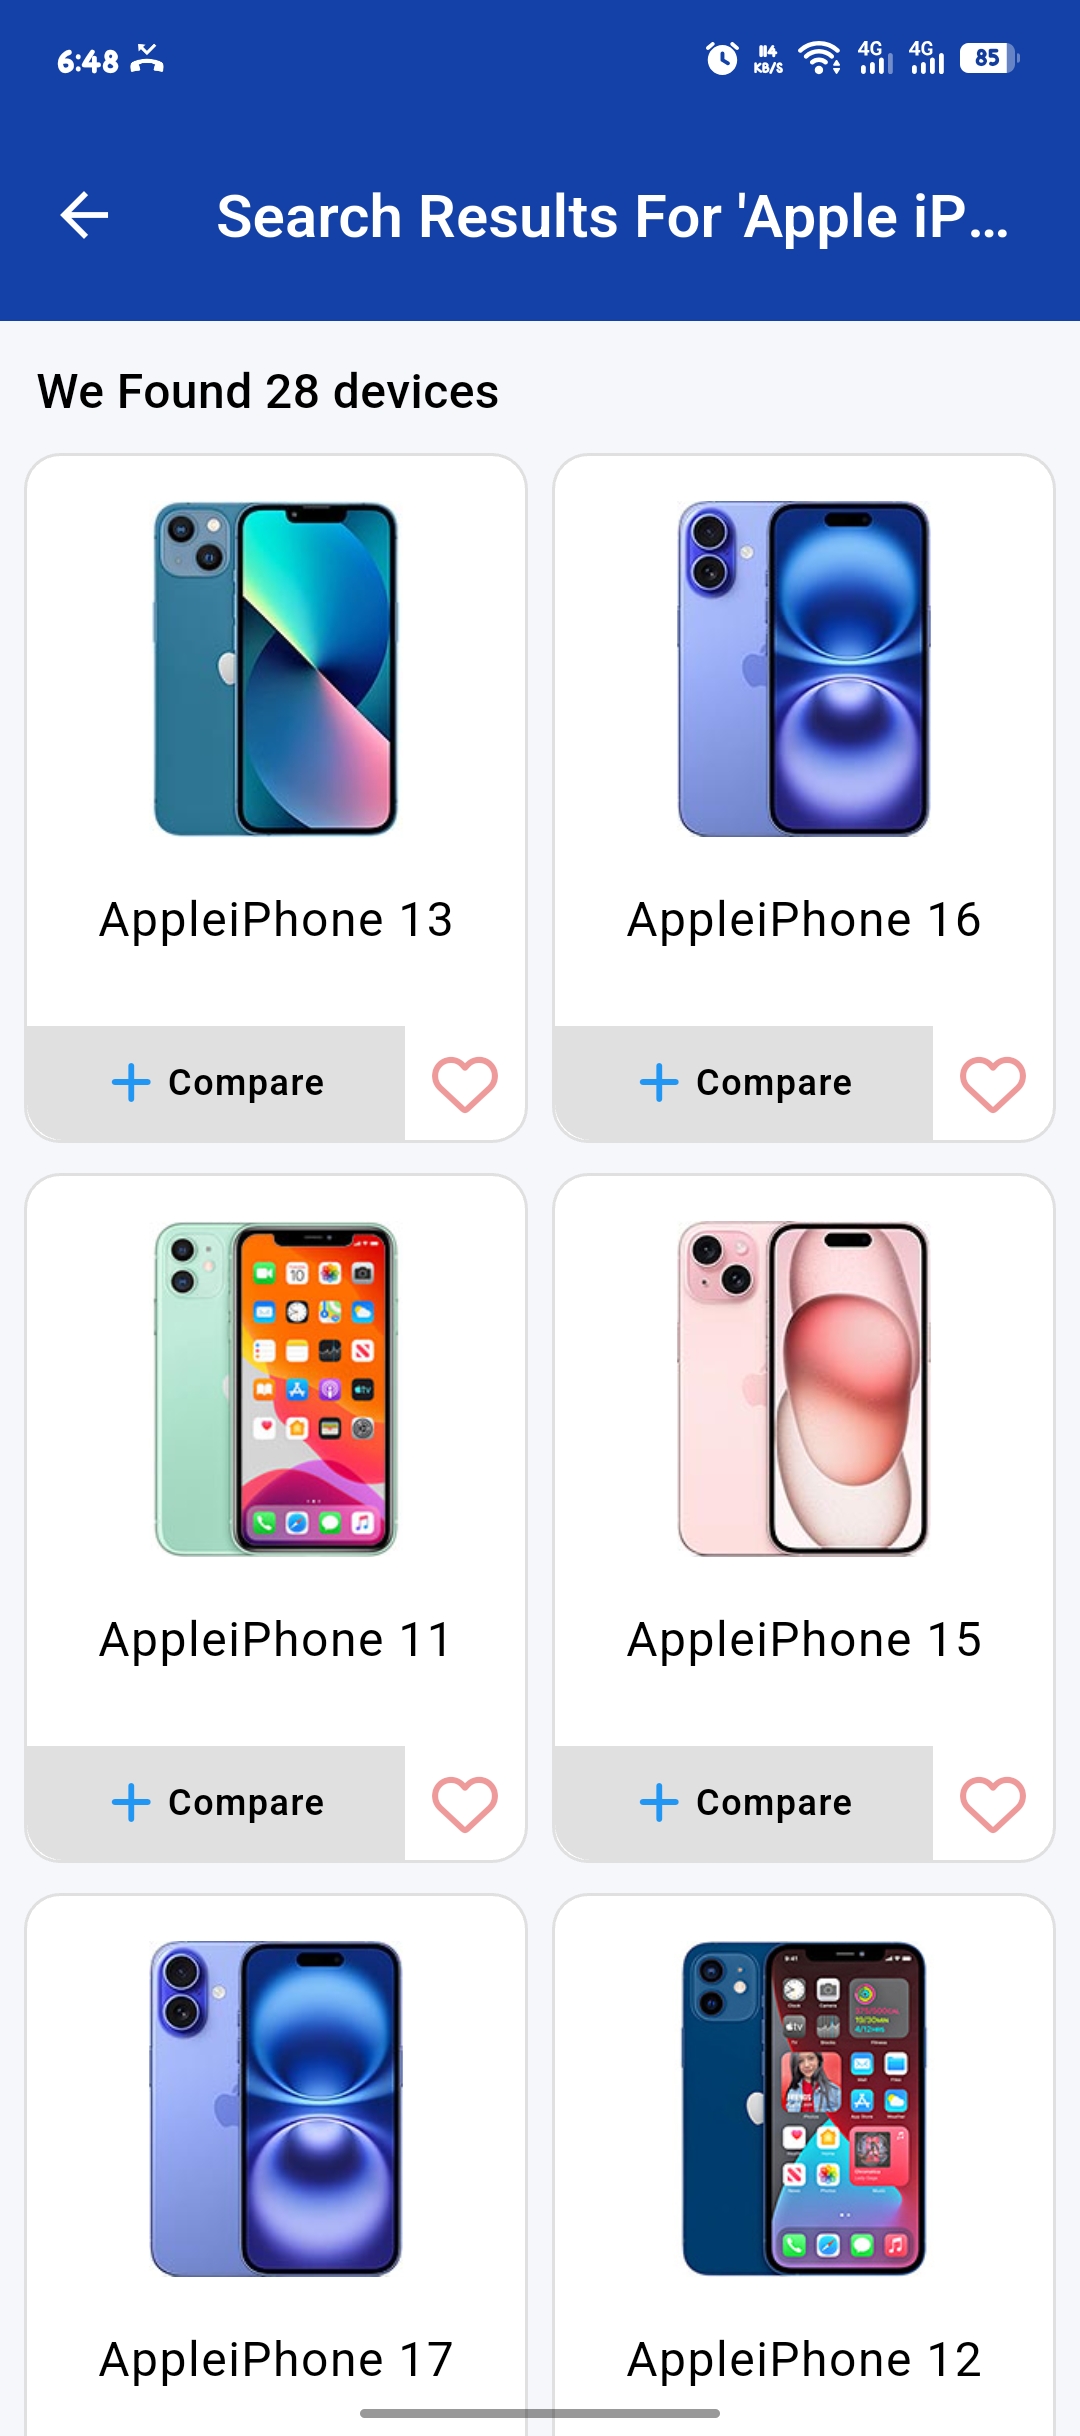 6:48
114
KB/S
4G
4G
85
Search Results For 'Apple iP...
We Found 28 devices
AppleiPhone 13
AppleiPhone 16
Compare
Compare
AppleiPhone 11
AppleiPhone 15
Compare
Compare
AppleiPhone 17
AppleiPhone 12